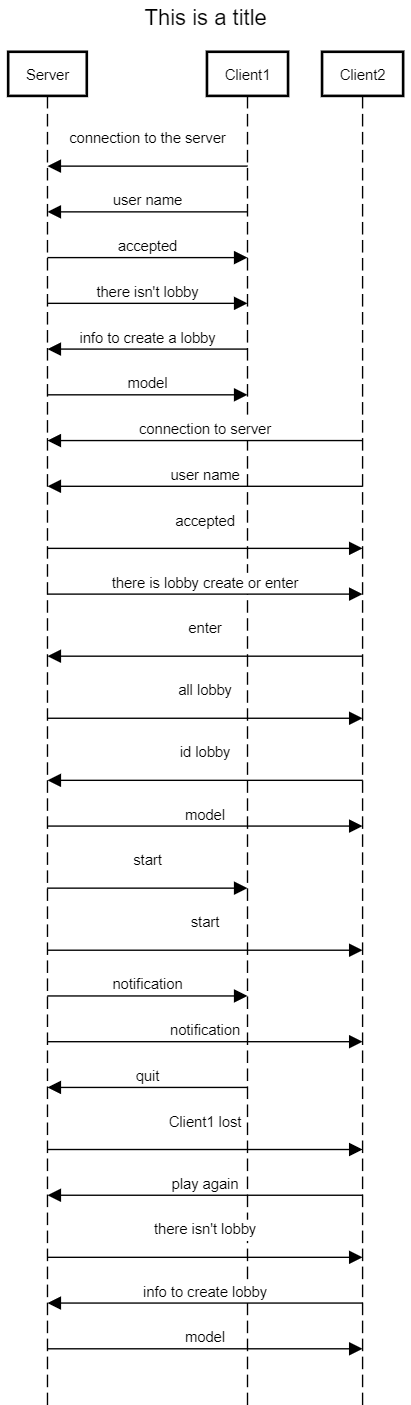 This is a title
Server
Client1
Client2
connection to the server
user name
accepted
there isn't lobby
info to create a lobby
model
connection to server
user name
accepted
there is lobby create or enter
enter
all lobby
id lobby
model
start
start
notification
notification
quit
Client1 lost
play again
there isn't lobby
info to create lobby
model